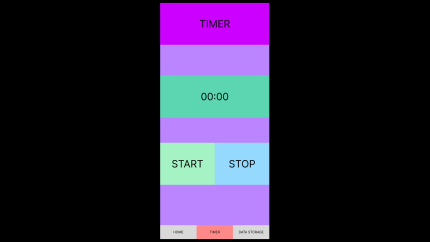 TIMER
00:00
START STOP
HOME TIMER DATA STORAGE